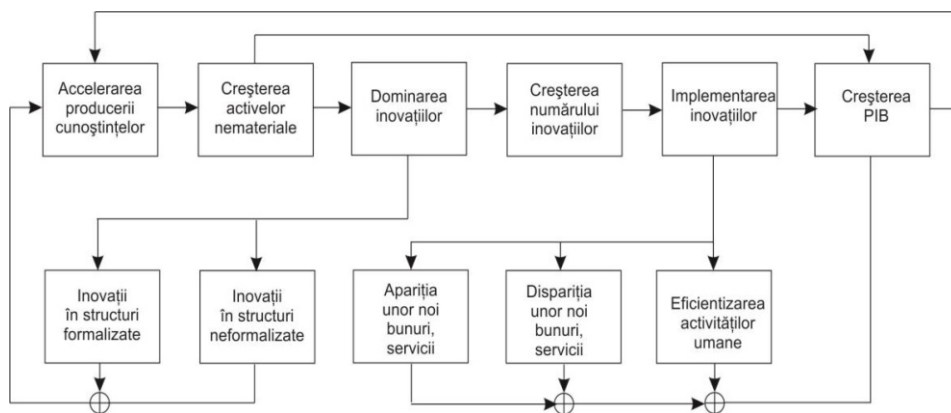 Accelerarea
producerii
cunoştinţelor
Creşterea
activelor
nemateriale
Dominarea
inovaţiilor
Creşterea
numărului
inovaţiilor
Implementarea
inovaţiilor
Creşterea
PIB
Inovaţii
în structuri
formalizate
Inovaţii
în structuri
neformalizate
Apariţia
unor noi
bunuri,
servicii
Dispariţia
unor noi
bunuri,
servicii
Eficientizarea
activităţilor
umane